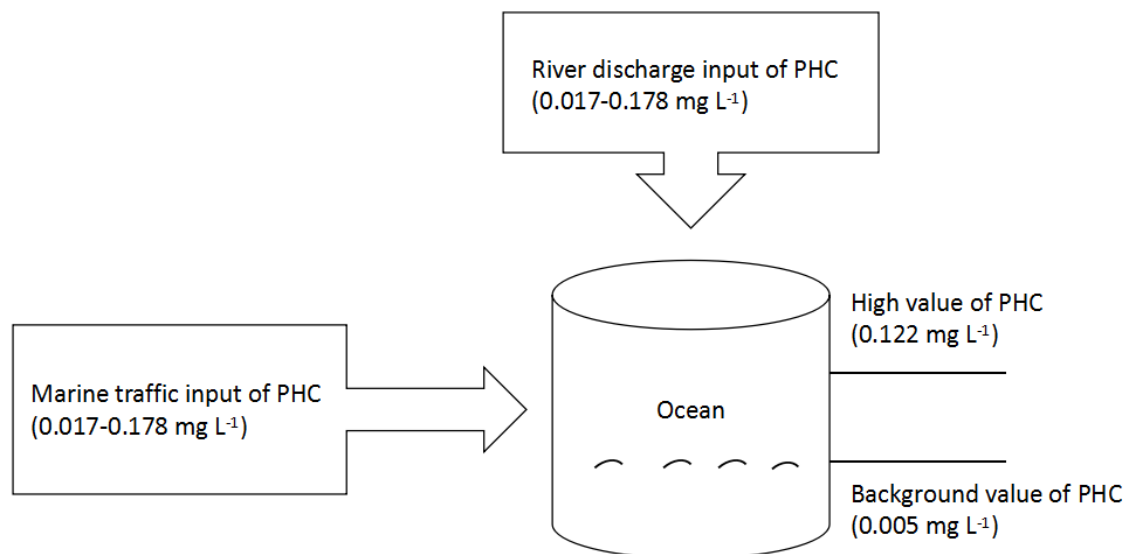 River discharge input of PHC
(0.017-0.178 mg L⁻¹)
High value of PHC
(0.122 mg L⁻¹)
Marine traffic input of PHC
(0.017-0.178 mg L⁻¹)
Ocean
Background value of PHC
(0.005 mg L⁻¹)